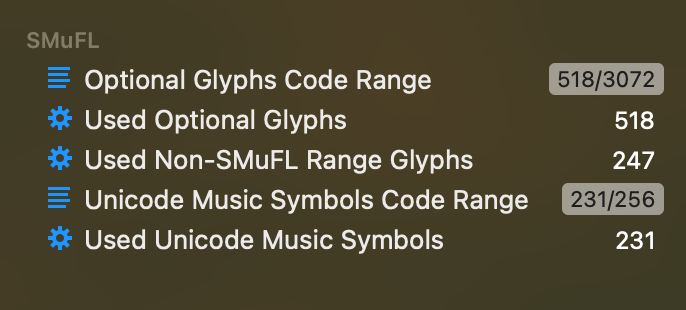 SMuFL
Optional Glyphs Code Range 518/3072
Used Optional Glyphs 518
Used Non-SMuFL Range Glyphs 247
Unicode Music Symbols Code Range 231/256
Used Unicode Music Symbols 231